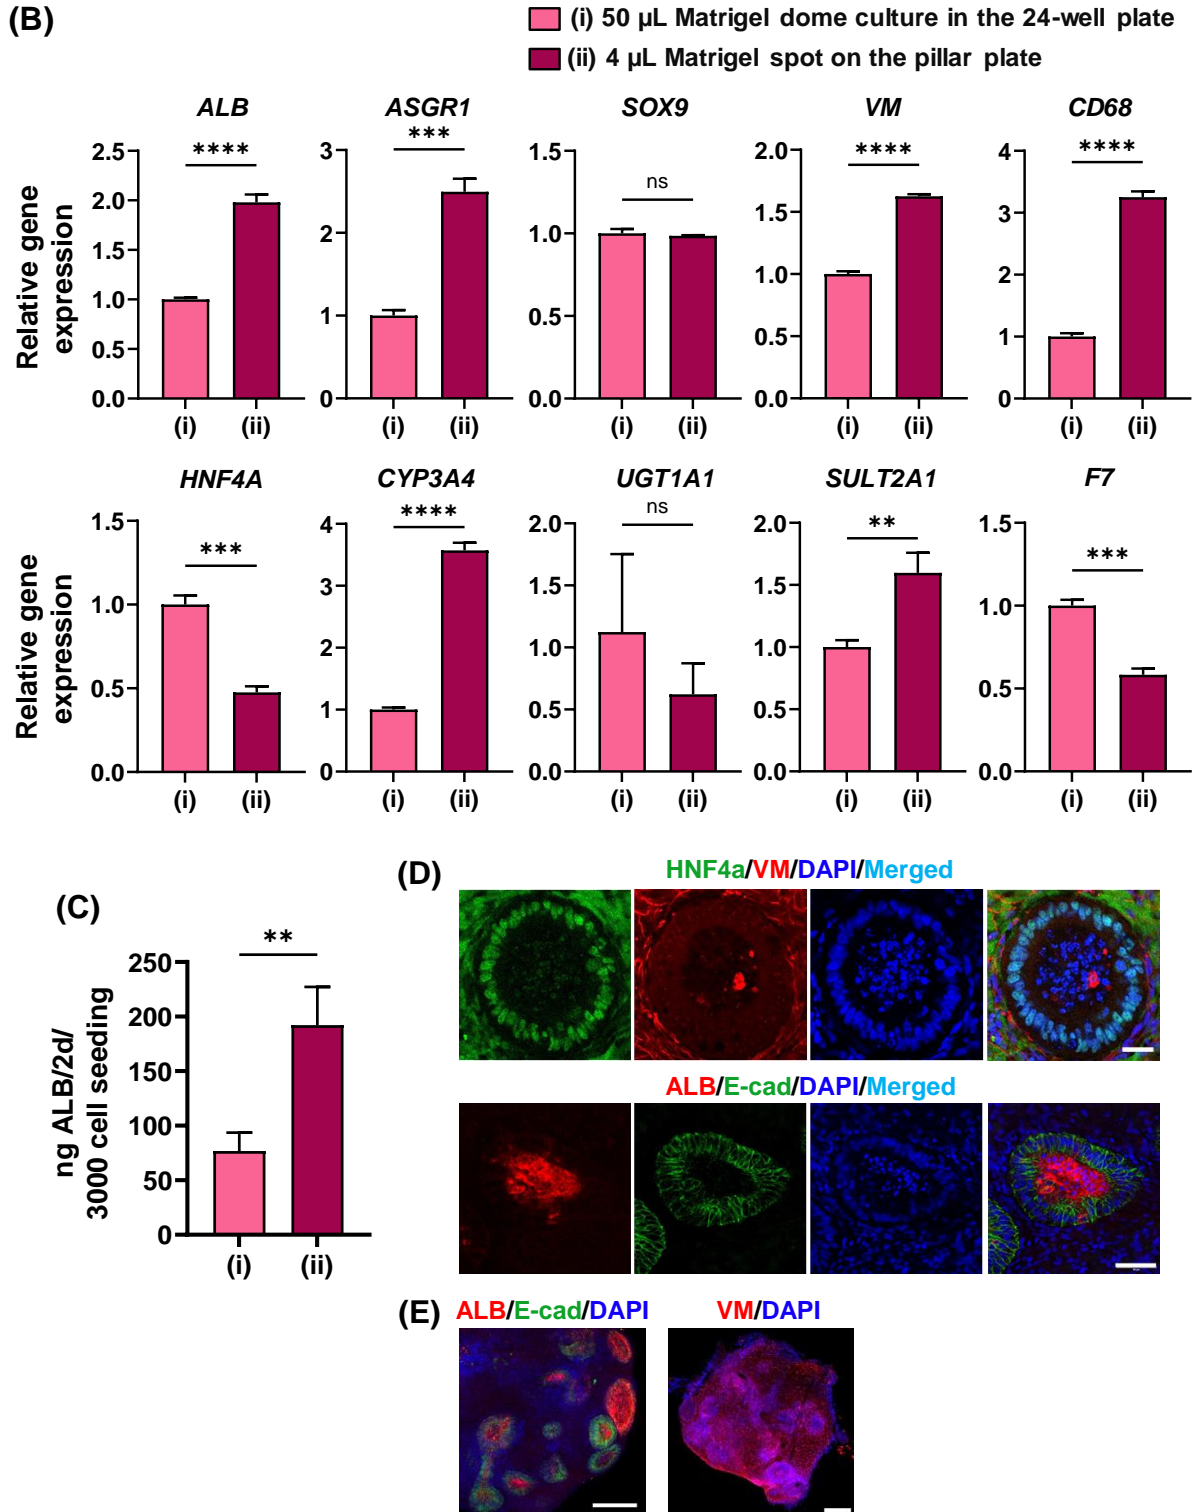 (B)
(i) 50 µL Matrigel dome culture in the 24-well plate
(ii) 4 µL Matrigel spot on the pillar plate
ALB ASGR1 SOX9 VM CD68
**** *** ns **** ****
Relative gene expression
2.5 2.0 1.5 1.0 0.5 0.0
3 2 1 0
1.5 1.0 0.5 0.0
2.0 1.5 1.0 0.5 0.0
4 3 2 1 0
(i) (ii) (i) (ii) (i) (ii) (i) (ii) (i) (ii)
HNF4A CYP3A4 UGT1A1 SULT2A1 F7
*** **** ns ** ***
Relative gene expression
1.5 1.0 0.5 0.0
4 3 2 1 0
2.0 1.5 1.0 0.5 0.0
2.0 1.5 1.0 0.5 0.0
1.5 1.0 0.5 0.0
(i) (ii) (i) (ii) (i) (ii) (i) (ii) (i) (ii)
(C)
**
ng ALB/2d/
3000 cell seeding
250
200
150
100
50
0
(i) (ii)
(D)
HNF4a/VM/DAPI/Merged
ALB/E-cad/DAPI/Merged
(E)
ALB/E-cad/DAPI
VM/DAPI